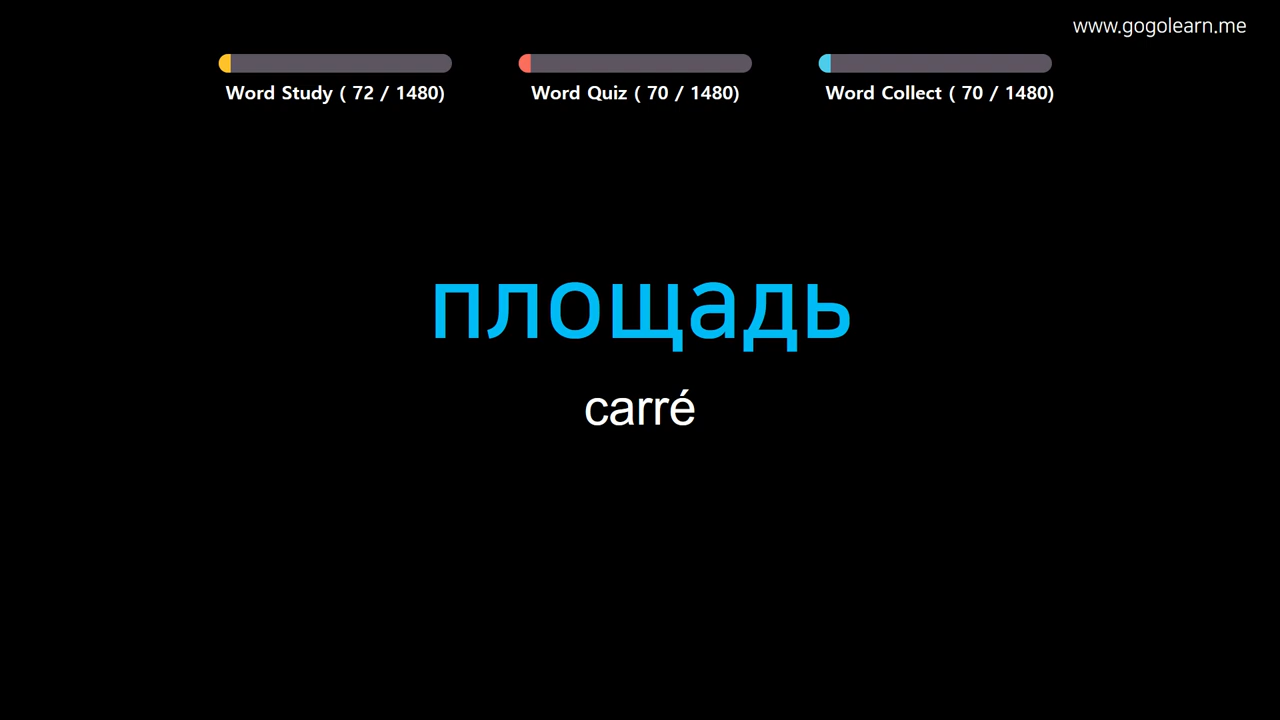 www.gogolearn.me
Word Study ( 72 / 1480)
Word Quiz ( 70 / 1480)
Word Collect ( 70 / 1480)
площадь
carré